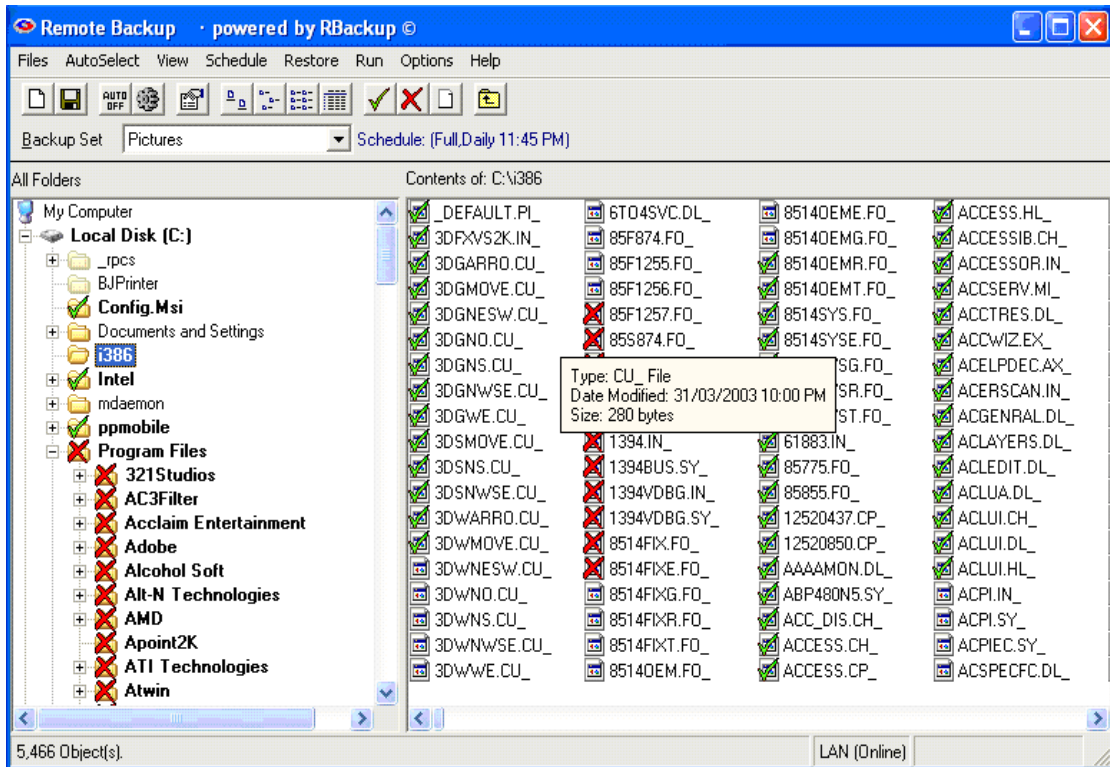 Remote Backup · powered by RBackup ©
Files AutoSelect View Schedule Restore Run Options Help
AUTO OFF
Backup Set Pictures Schedule: (Full,Daily 11:45 PM)
All Folders Contents of: C:\i386
My Computer
Local Disk (C:)
_rpcs
BJPrinter
Config.Msi
Documents and Settings
i386
Intel
mdaemon
ppmobile
Program Files
321Studios
AC3Filter
Acclaim Entertainment
Adobe
Alcohol Soft
Alt-N Technologies
AMD
Apoint2K
ATI Technologies
Atwin
_DEFAULT.PI_
3DFXVS2K.IN_
3DGARRO.CU_
3DGMOVE.CU_
3DGNESW.CU_
3DGNO.CU_
3DGNS.CU_
3DGNWSE.CU_
3DGWE.CU_
3DSMOVE.CU_
3DSNS.CU_
3DSNWSE.CU_
3DWARRO.CU_
3DWMOVE.CU_
3DWNESW.CU_
3DWNO.CU_
3DWNS.CU_
3DWNWSE.CU_
3DWWE.CU_
6TO4SVC.DL_
85F874.FO_
85F1255.FO_
85F1256.FO_
85F1257.FO_
85S874.FO_
Type: CU_ File
Date Modified: 31/03/2003 10:00 PM
Size: 280 bytes
1394.IN_
1394BUS.SY_
1394VDBG.IN_
1394VDBG.SY_
8514FIX.FO_
8514FIXE.FO_
8514FIXG.FO_
8514FIXR.FO_
8514FIXT.FO_
8514OEM.FO_
8514OEME.FO_
8514OEMG.FO_
8514OEMR.FO_
8514OEMT.FO_
8514SYS.FO_
8514SYSE.FO_
SG.FO_
SR.FO_
ST.FO_
61883.IN_
85775.FO_
85855.FO_
12520437.CP_
12520850.CP_
AAAAMON.DL_
ABP480N5.SY_
ACC_DIS.CH_
ACCESS.CH_
ACCESS.CP_
ACCESS.HL_
ACCESSIB.CH_
ACCESSOR.IN_
ACCSERV.MI_
ACCTRES.DL_
ACCWIZ.EX_
ACELPDEC.AX_
ACERSCAN.IN_
ACGENRAL.DL_
ACLAYERS.DL_
ACLEDIT.DL_
ACLUA.DL_
ACLUI.CH_
ACLUI.DL_
ACLUI.HL_
ACPI.IN_
ACPI.SY_
ACPIEC.SY_
ACSPECFC.DL_
5,466 Object(s). LAN (Online)